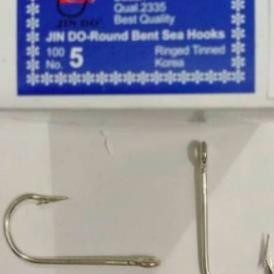 JIN DO
Qual.2335
Best Quality
JIN DO-Round Bent Sea Hooks
100 Ringed Tinned
No. 5 Korea